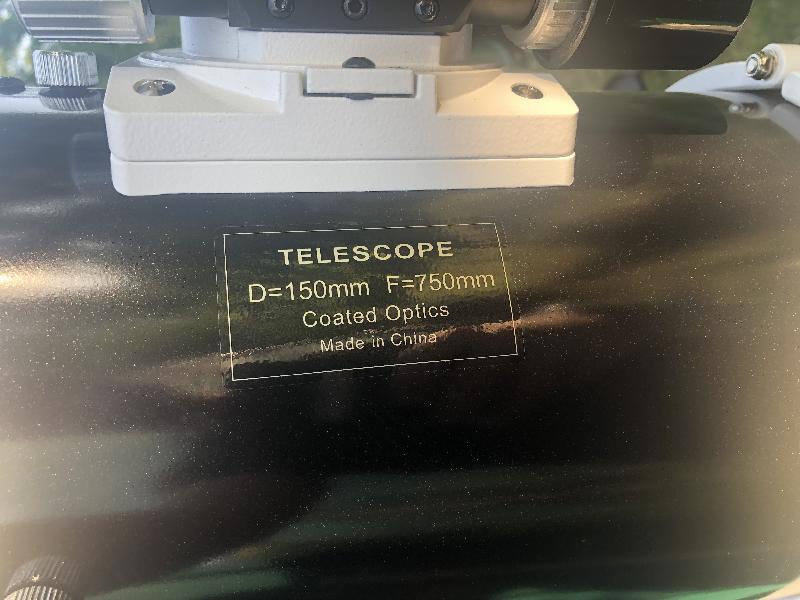 TELESCOPE
D=150mm F=750mm
Coated Optics
Made in China